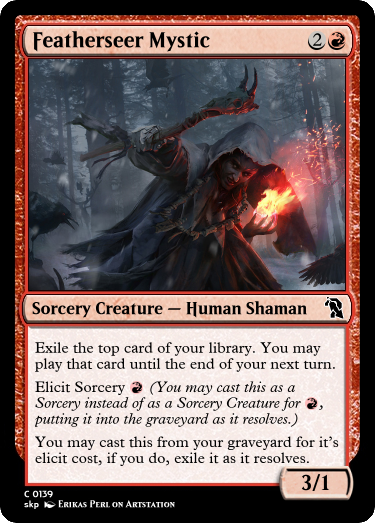 Featherseer Mystic 2
Sorcery Creature — Human Shaman
Exile the top card of your library. You may
play that card until the end of your next turn.
Elicit Sorcery (You may cast this as a
Sorcery instead of as a Sorcery Creature for ,
putting it into the graveyard as it resolves.)
You may cast this from your graveyard for it's
elicit cost, if you do, exile it as it resolves.
3/1
C 0139
skp Erikas Perl on Artstation